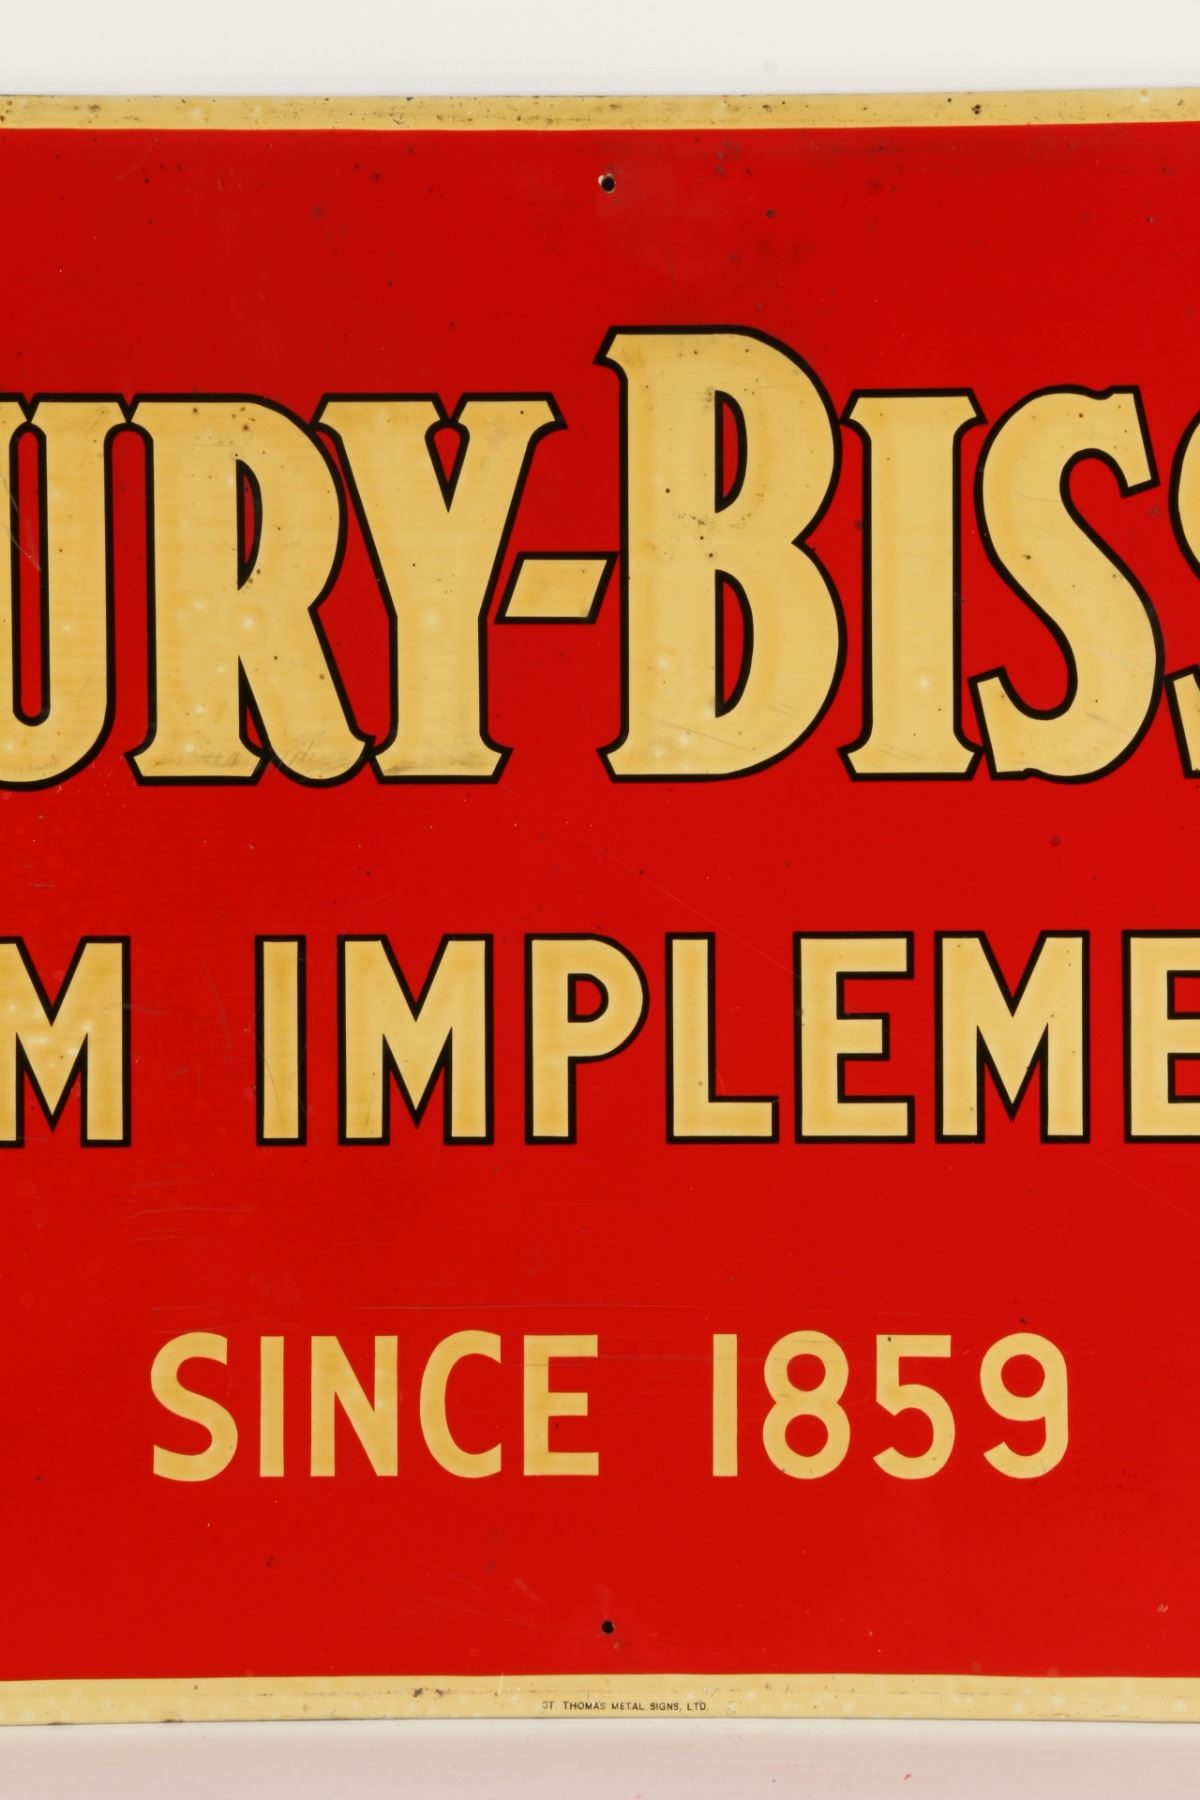 URY-BISS
M IMPLEME
SINCE 1859
ST. THOMAS METAL SIGNS, LTD.